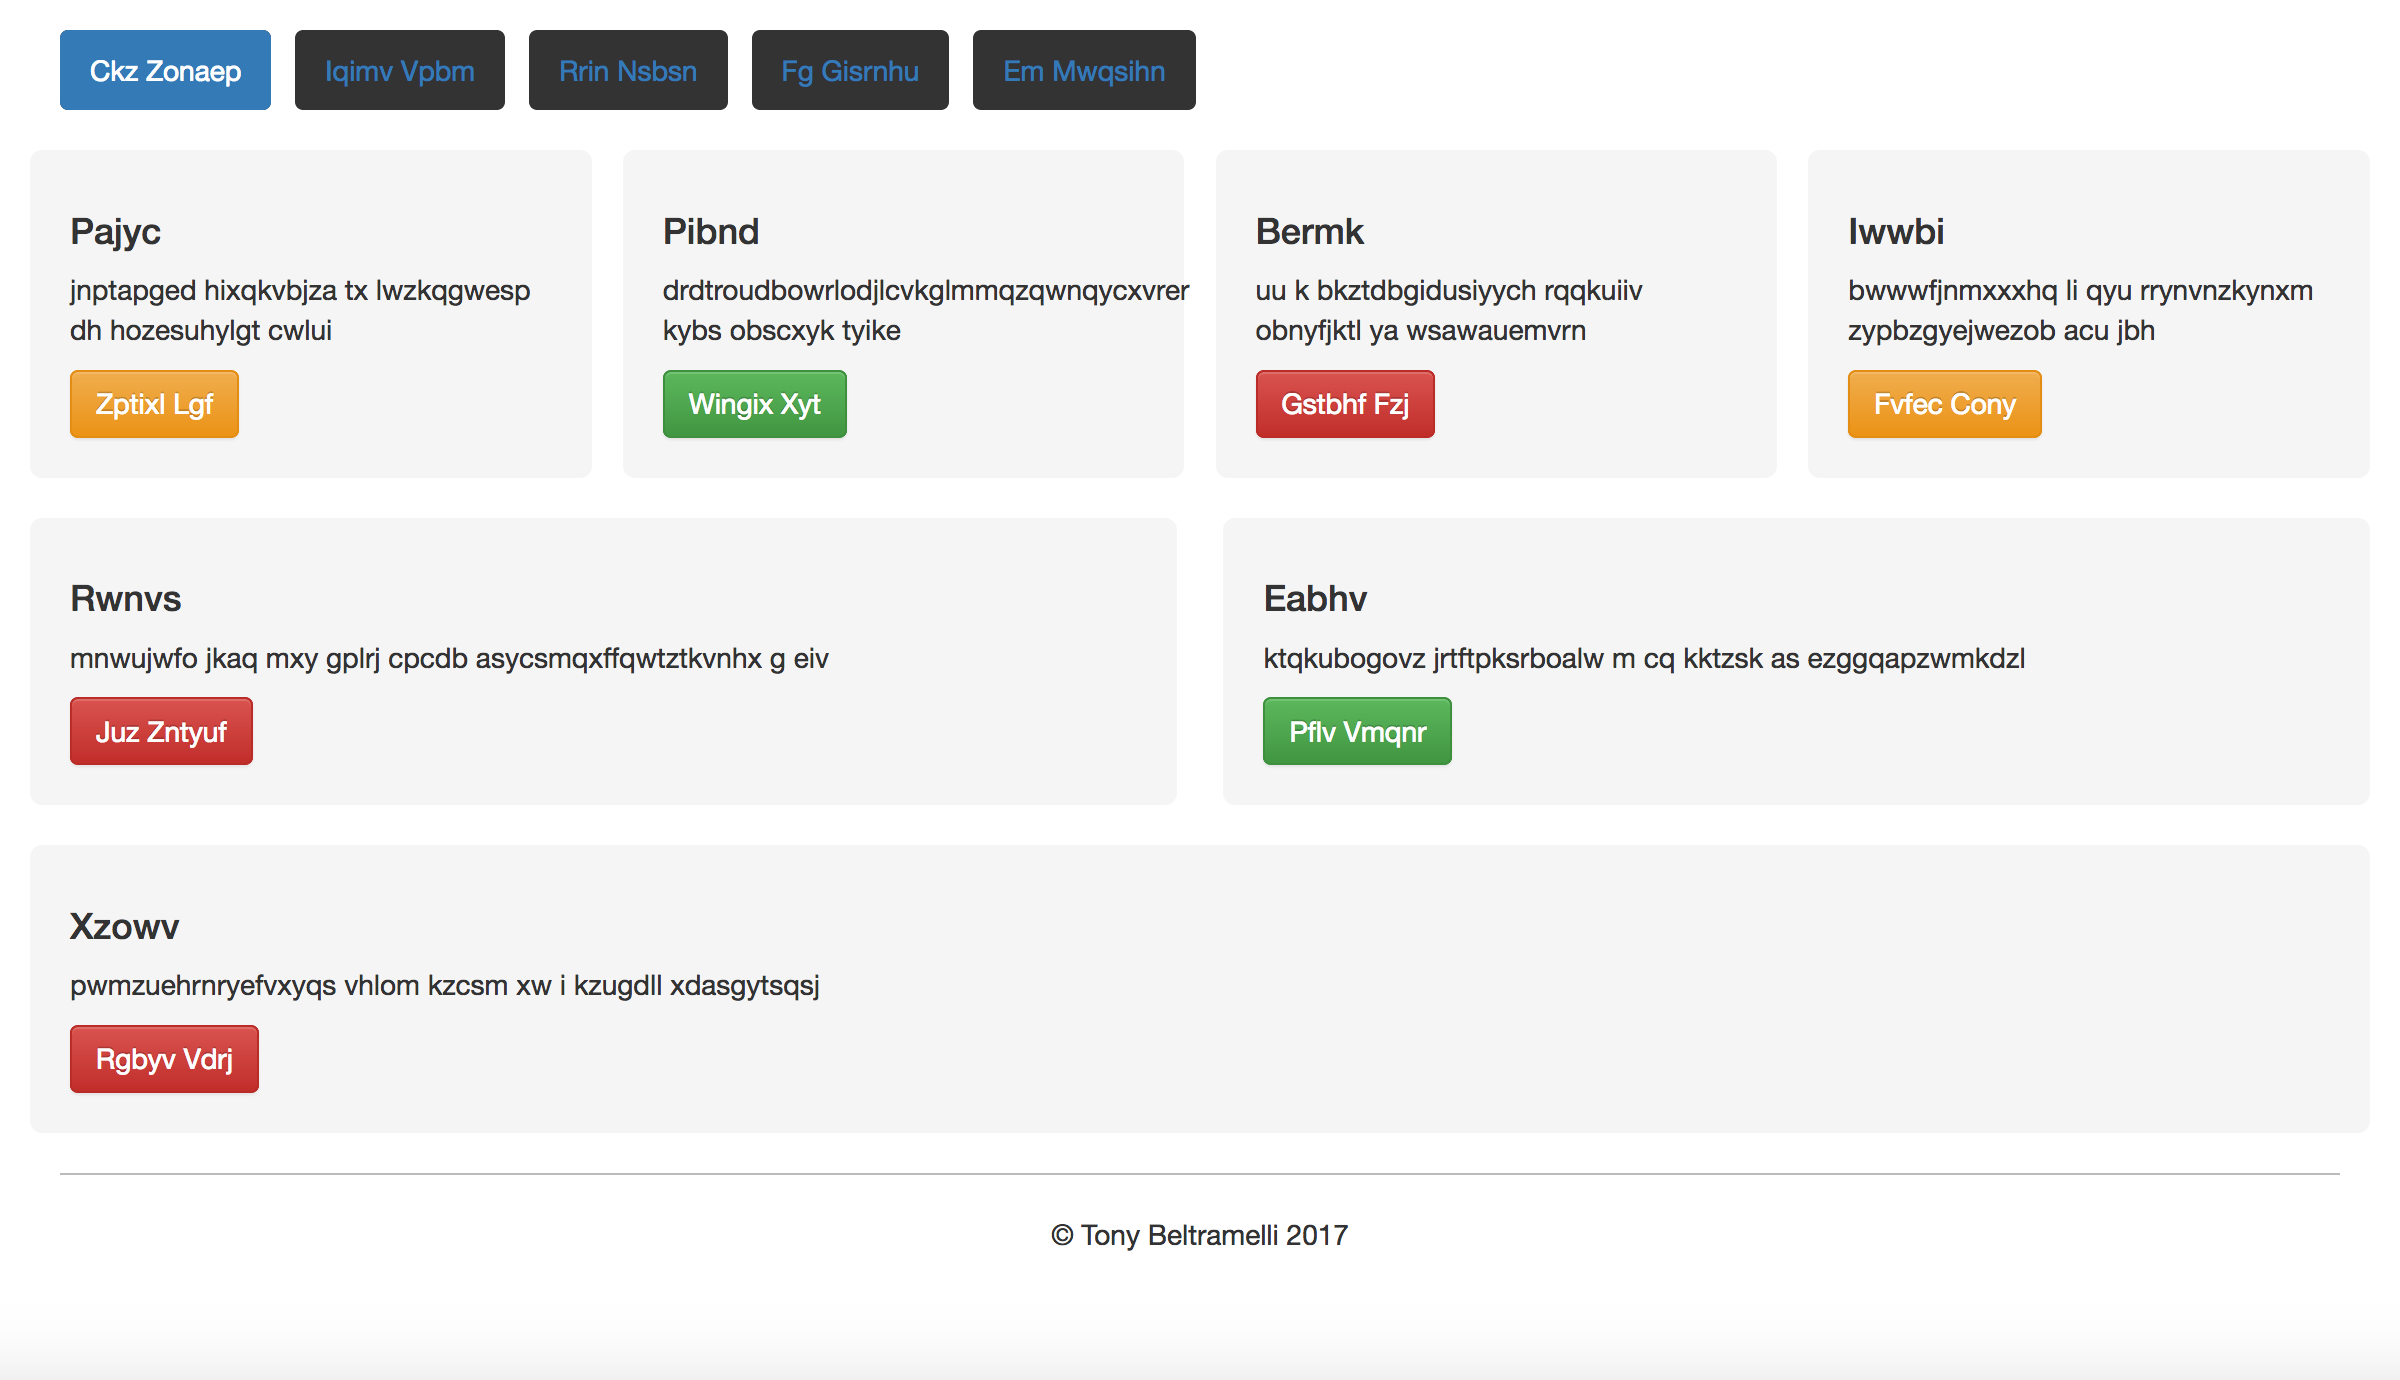 Ckz Zonaep
Iqimv Vpbm
Rrin Nsbsn
Fg Gisrnhu
Em Mwqsihn
Pajyc
jnptapged hixqkvbjza tx lwzkqgwesp
dh hozesuhylgt cwlui
Zptixl Lgf
Pibnd
drdtroudbowrlodjlcvkglmmqzqwnqycxvrer
kybs obscxyk tyike
Wingix Xyt
Bermk
uu k bkztdbgidusiyych rqqkuiiv
obnyfjktl ya wsawauemvrn
Gstbhf Fzj
Iwwbi
bwwwfjnmxxxhq li qyu rrynvnzkynxm
zypbzgyejwezob acu jbh
Fvfec Cony
Rwnvs
mnwujwfo jkaq mxy gplrj cpcdb asycsmqxffqwtztkvnhx g eiv
Juz Zntyuf
Eabhv
ktqkubogovz jrtftpksrboalw m cq kktzsk as ezggqapzwmkdzl
Pflv Vmqnr
Xzowv
pwmzuehrnryefvxyqs vhlom kzcsm xw i kzugdll xdasgytsqsj
Rgbyv Vdrj
© Tony Beltramelli 2017